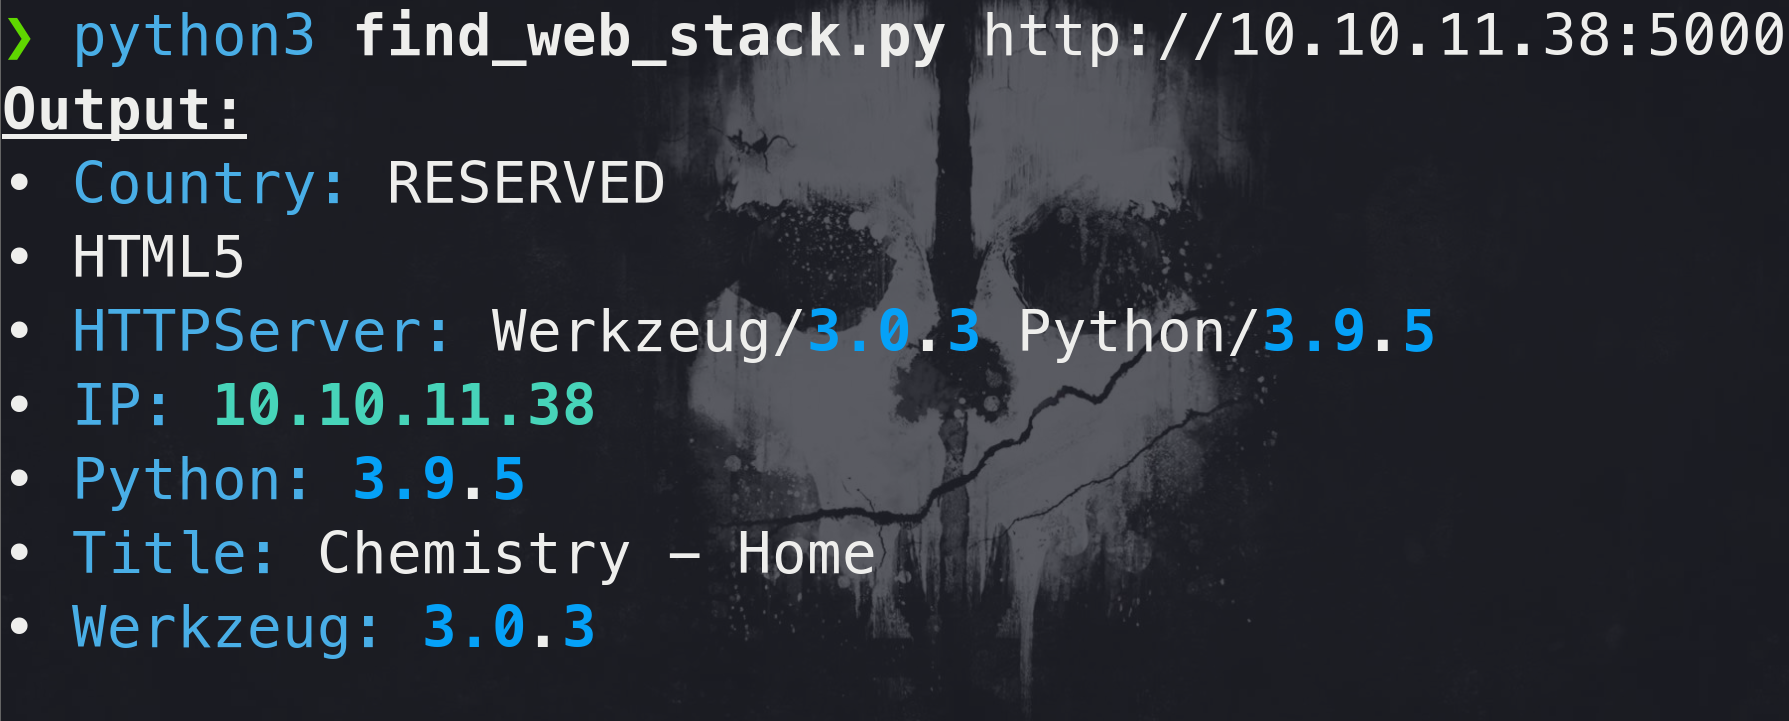 ❯ python3 find_web_stack.py http://10.10.11.38:5000
Output:
• Country: RESERVED
• HTML5
• HTTPServer: Werkzeug/3.0.3 Python/3.9.5
• IP: 10.10.11.38
• Python: 3.9.5
• Title: Chemistry – Home
• Werkzeug: 3.0.3